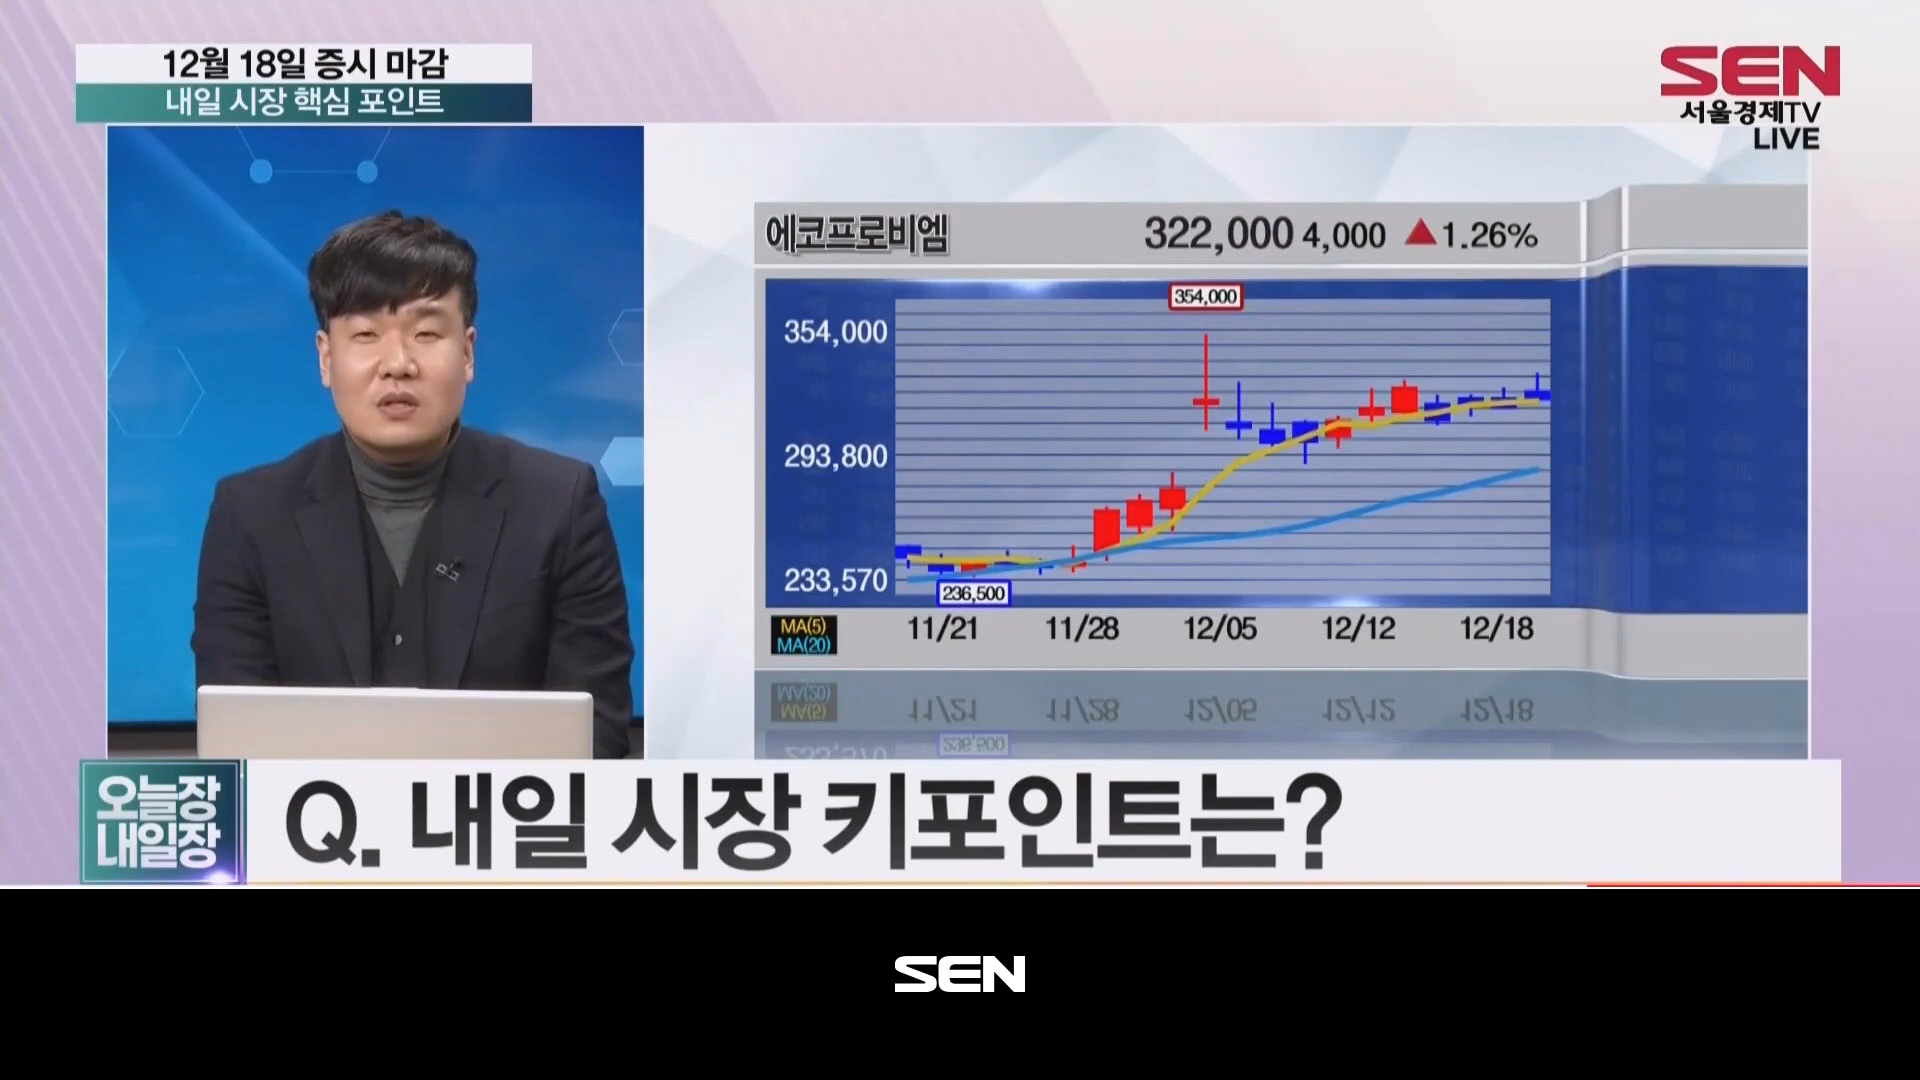 12월 18일 증시 마감
내일 시장 핵심 포인트
SEN
서울경제TV
LIVE
에코프로비엠 322,000 4,000 ▲1.26%
354,000
354,000
293,800
233,570
236,500
MA(5)
MA(20)
11/21 11/28 12/05 12/12 12/18
오늘장
내일장
Q. 내일 시장 키포인트는?
SEN